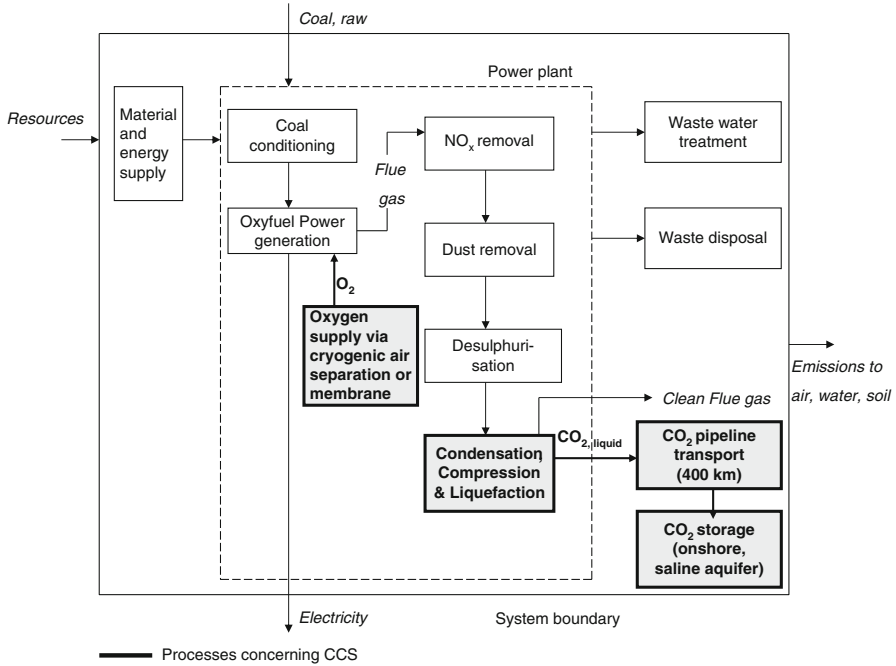 Coal, raw
Power plant
Resources
Material
and
energy
supply
Coal
conditioning
Flue
gas
NOx removal
Waste water
treatment
Oxyfuel Power
generation
Dust removal
Waste disposal
O2
Oxygen
supply via
cryogenic air
separation or
membrane
Desulphuri-
sation
Emissions to
air, water, soil
Clean Flue gas
Condensation,
Compression
& Liquefaction
CO2, liquid
CO2 pipeline
transport
(400 km)
CO2 storage
(onshore,
saline aquifer)
Electricity
System boundary
Processes concerning CCS